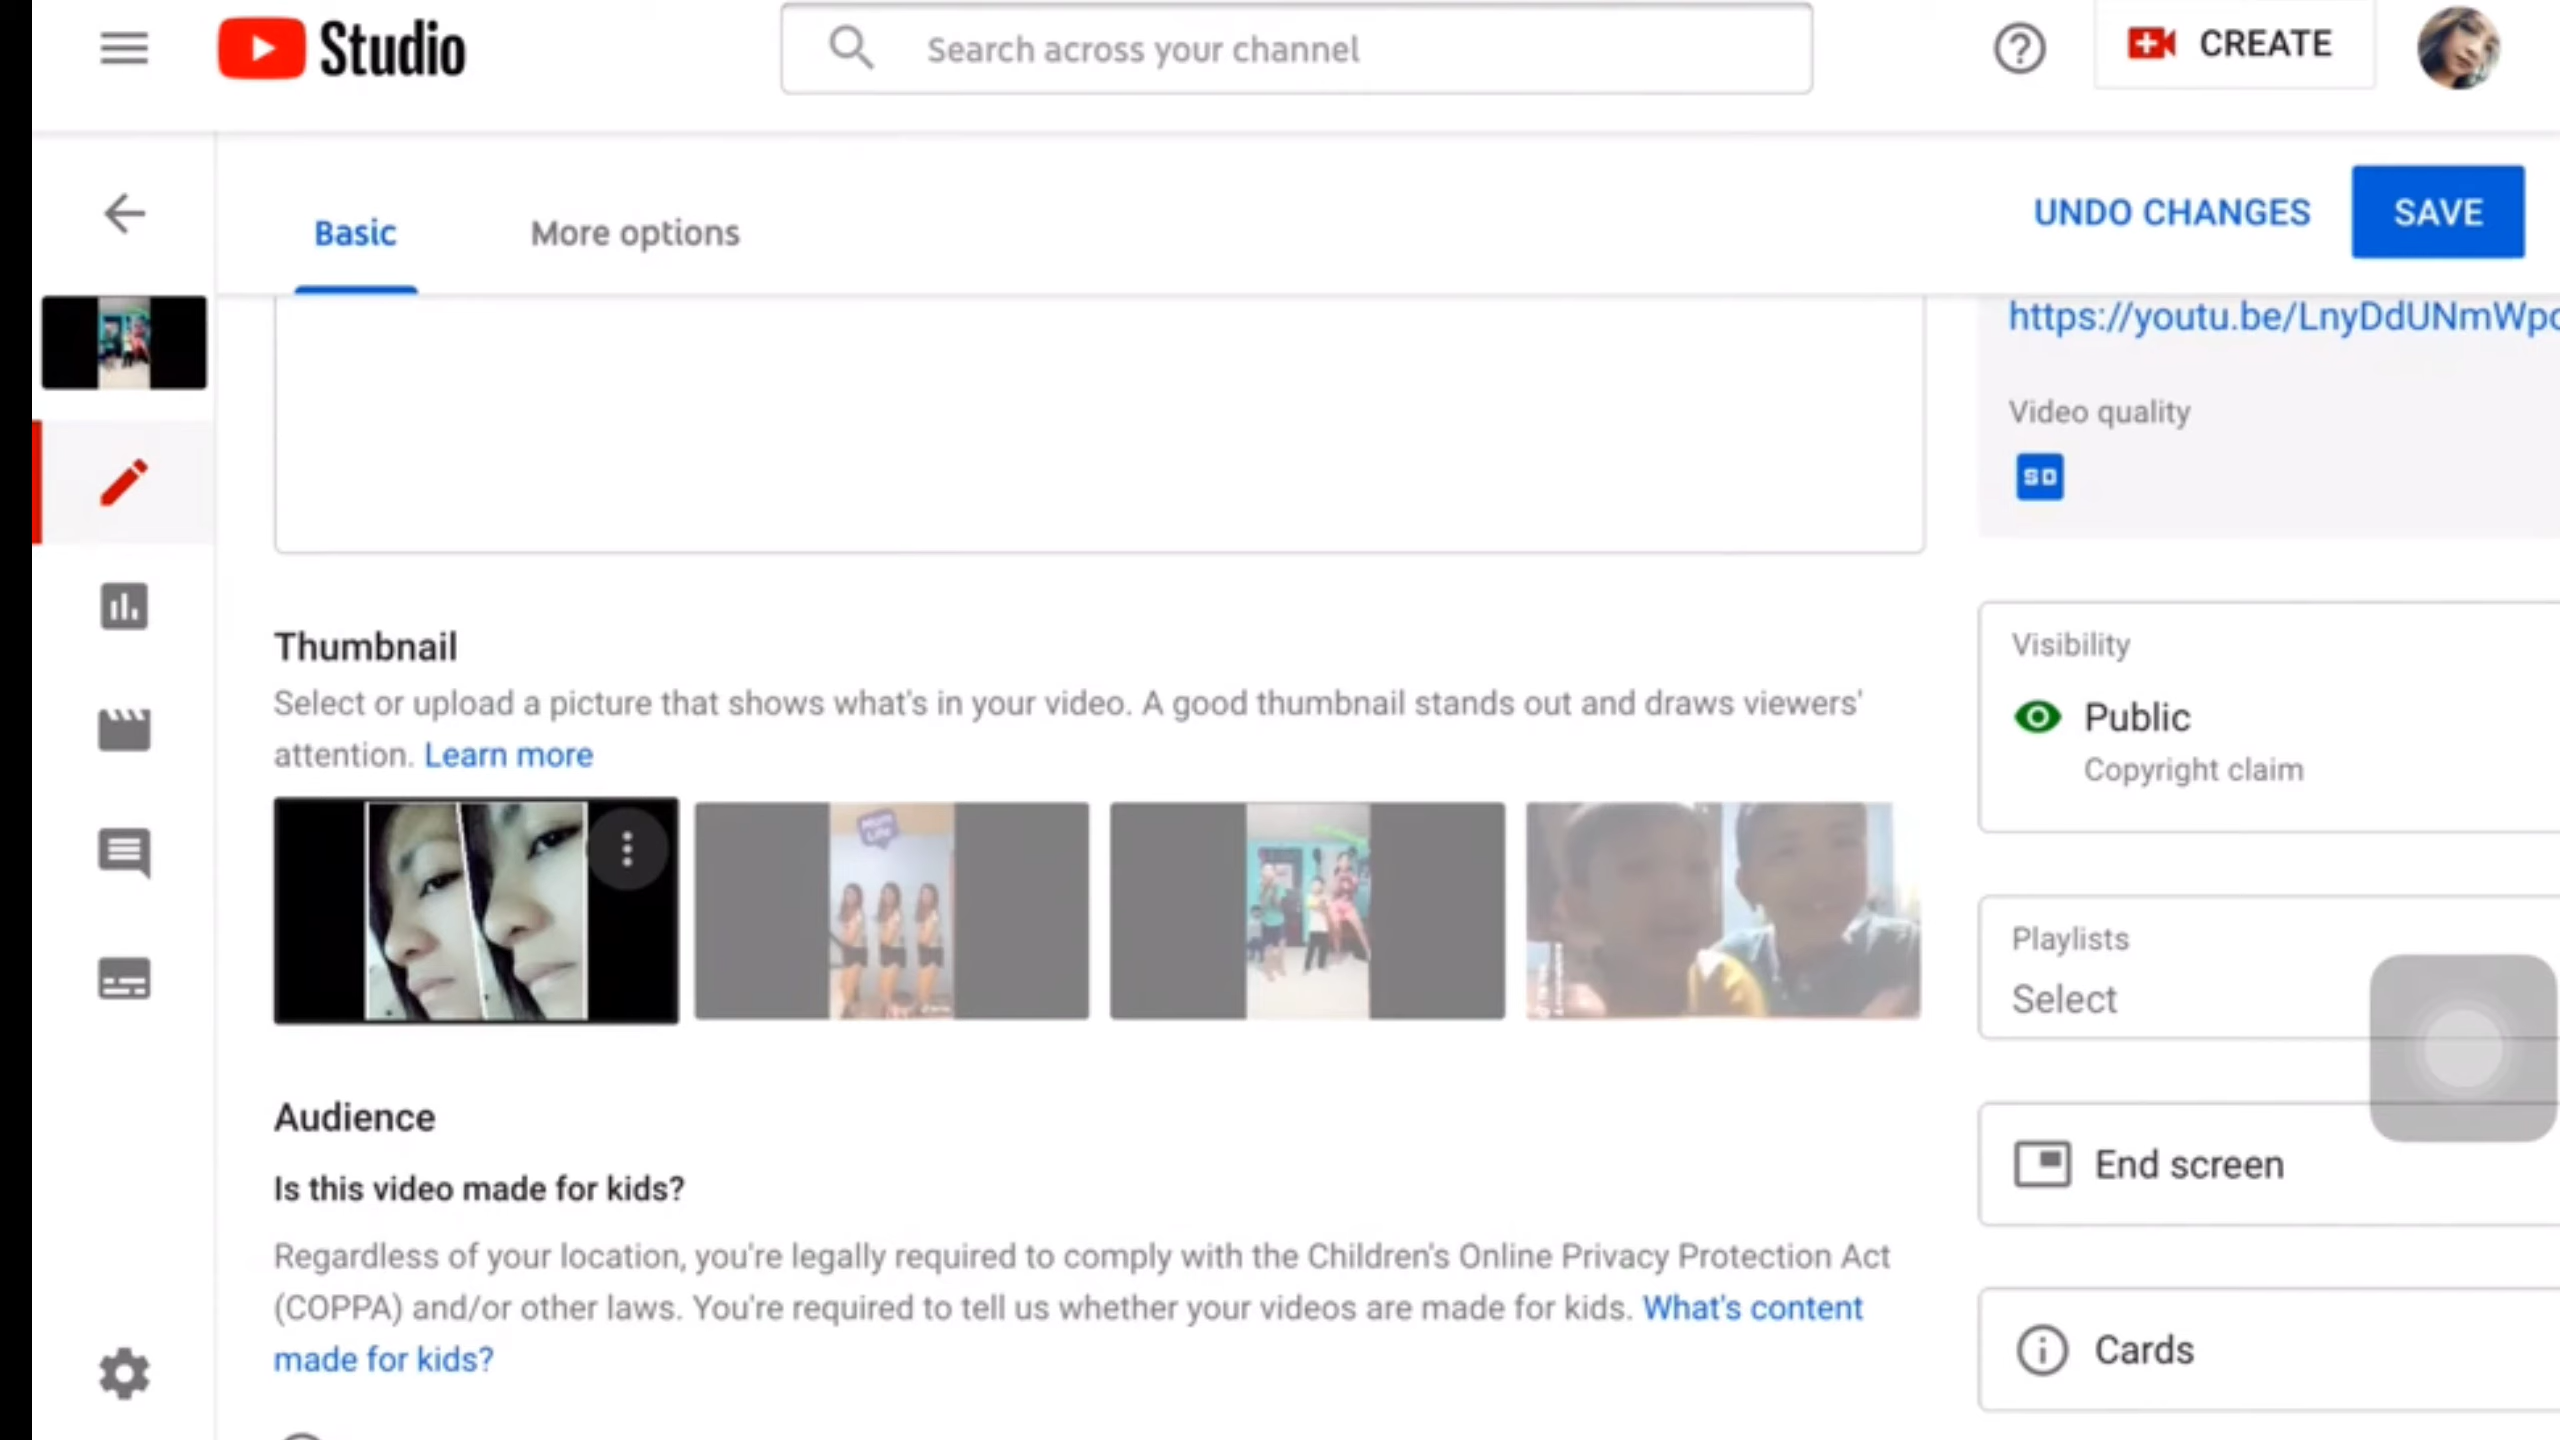 Studio
Search across your channel
CREATE
Basic
More options
UNDO CHANGES
SAVE
https://youtu.be/LnyDdUNmWpc
Video quality
SD
Thumbnail
Select or upload a picture that shows what's in your video. A good thumbnail stands out and draws viewers'
attention. Learn more
Mum
Life
Visibility
Public
Copyright claim
Playlists
Select
Audience
Is this video made for kids?
Regardless of your location, you're legally required to comply with the Children's Online Privacy Protection Act
(COPPA) and/or other laws. You're required to tell us whether your videos are made for kids. What's content
made for kids?
End screen
Cards